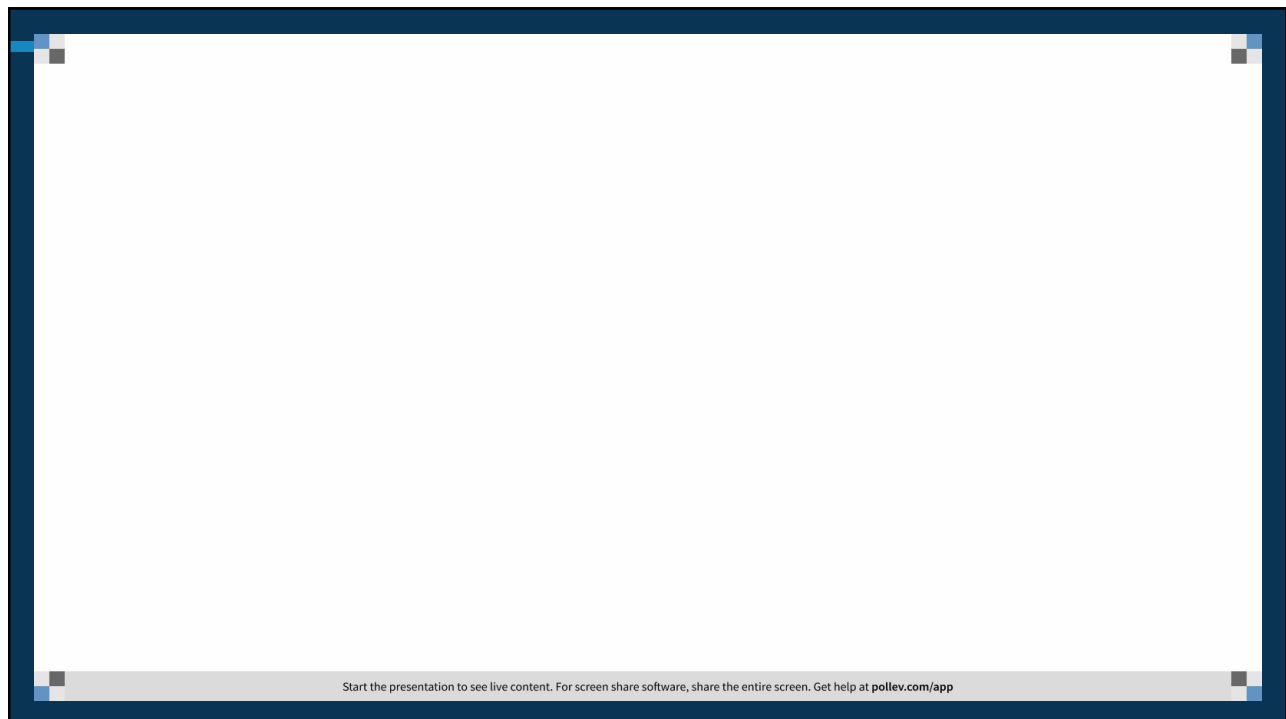 Start the presentation to see live content. For screen share software, share the entire screen. Get help at pollev.com/app